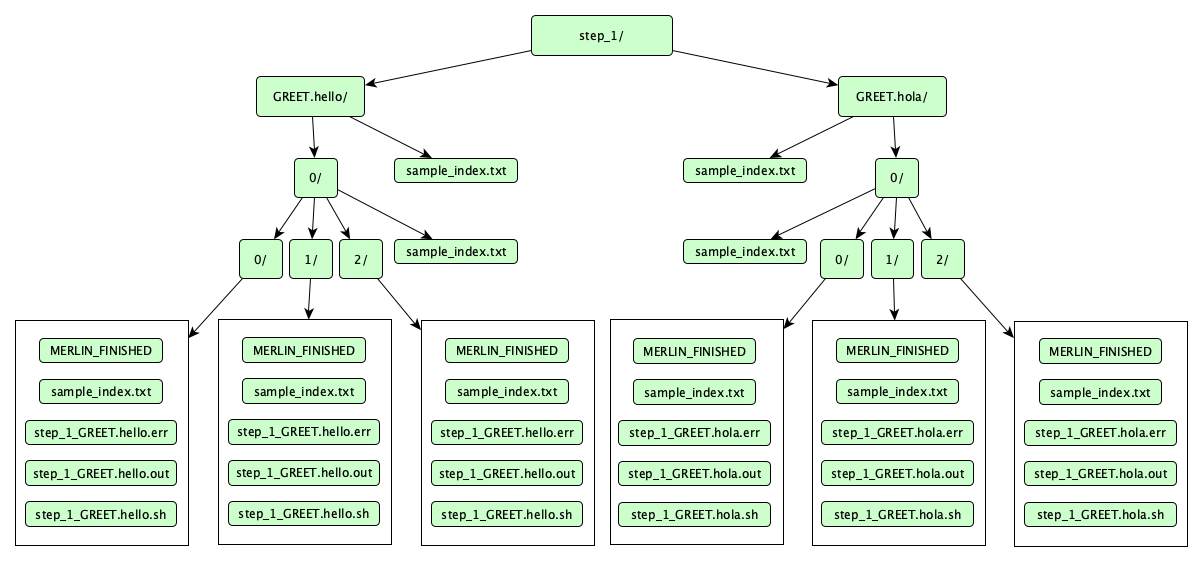 step_1/
GREET.hello/
GREET.hola/
0/
sample_index.txt
sample_index.txt
0/
0/
1/
2/
sample_index.txt
sample_index.txt
0/
1/
2/
MERLIN_FINISHED
sample_index.txt
step_1_GREET.hello.err
step_1_GREET.hello.out
step_1_GREET.hello.sh
MERLIN_FINISHED
sample_index.txt
step_1_GREET.hello.err
step_1_GREET.hello.out
step_1_GREET.hello.sh
MERLIN_FINISHED
sample_index.txt
step_1_GREET.hello.err
step_1_GREET.hello.out
step_1_GREET.hello.sh
MERLIN_FINISHED
sample_index.txt
step_1_GREET.hola.err
step_1_GREET.hola.out
step_1_GREET.hola.sh
MERLIN_FINISHED
sample_index.txt
step_1_GREET.hola.err
step_1_GREET.hola.out
step_1_GREET.hola.sh
MERLIN_FINISHED
sample_index.txt
step_1_GREET.hola.err
step_1_GREET.hola.out
step_1_GREET.hola.sh